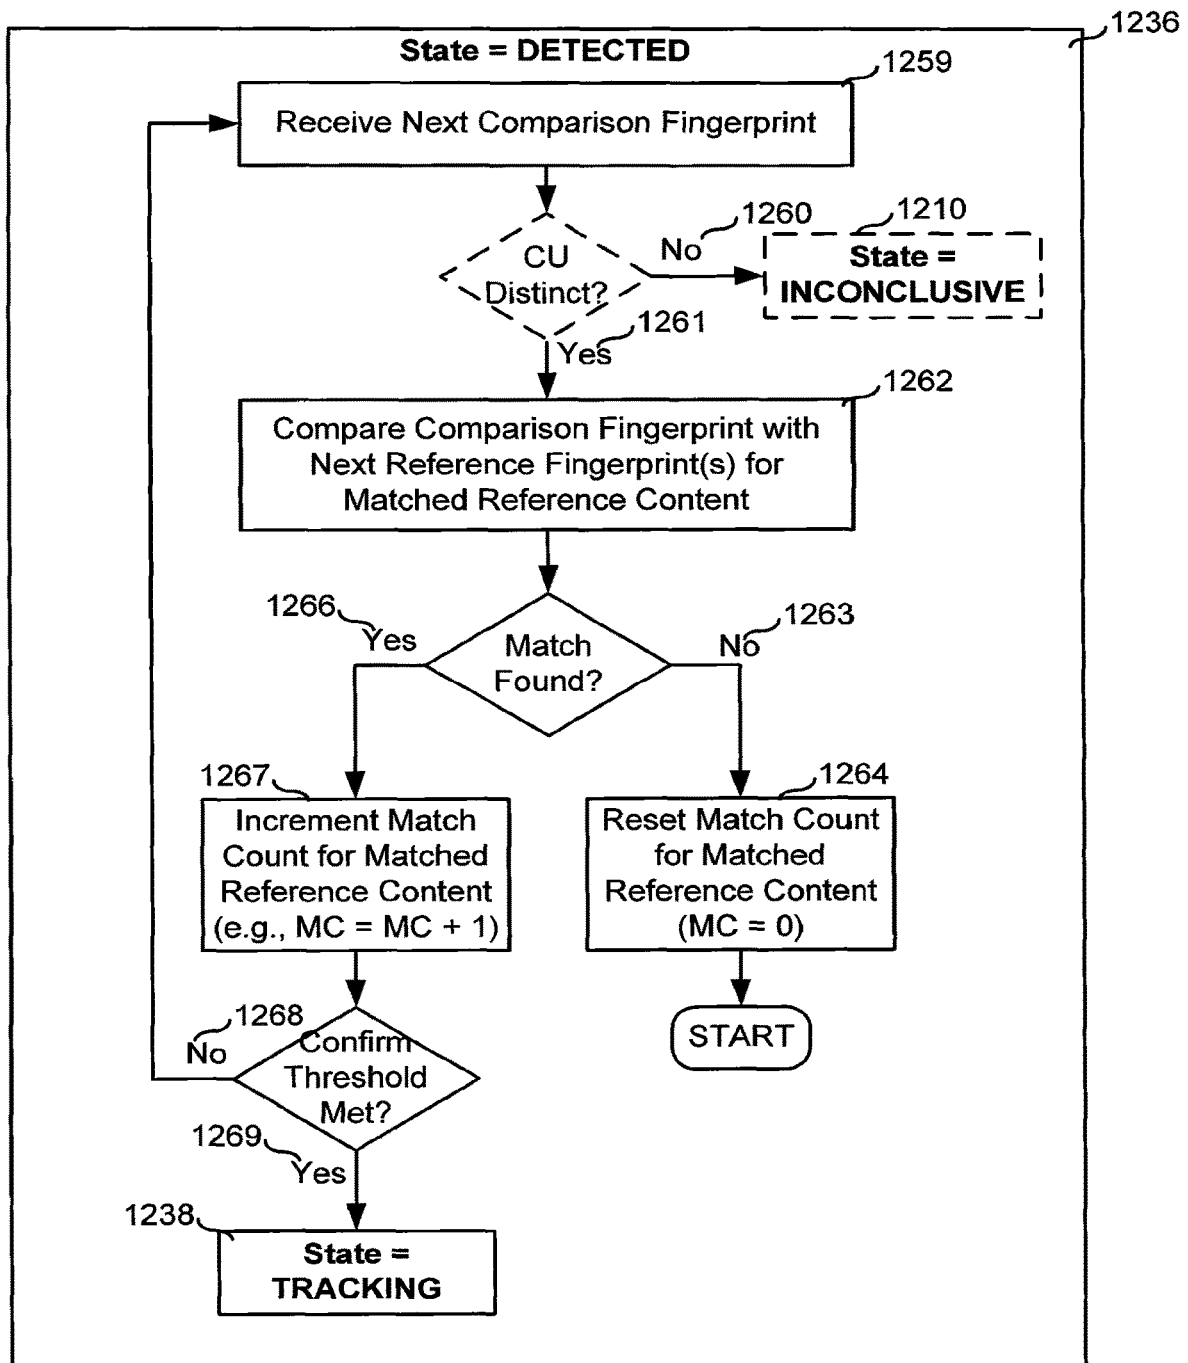 1236
State = DETECTED
1259
Receive Next Comparison Fingerprint
1260
1210
No
State =
INCONCLUSIVE
CU
Distinct?
1261
Yes
1262
Compare Comparison Fingerprint with
Next Reference Fingerprint(s) for
Matched Reference Content
1266
Yes
1263
No
Match
Found?
1267
Increment Match
Count for Matched
Reference Content
(e.g., MC = MC + 1)
1264
Reset Match Count
for Matched
Reference Content
(MC = 0)
START
1268
No
Confirm
Threshold
Met?
1269
Yes
1238
State =
TRACKING